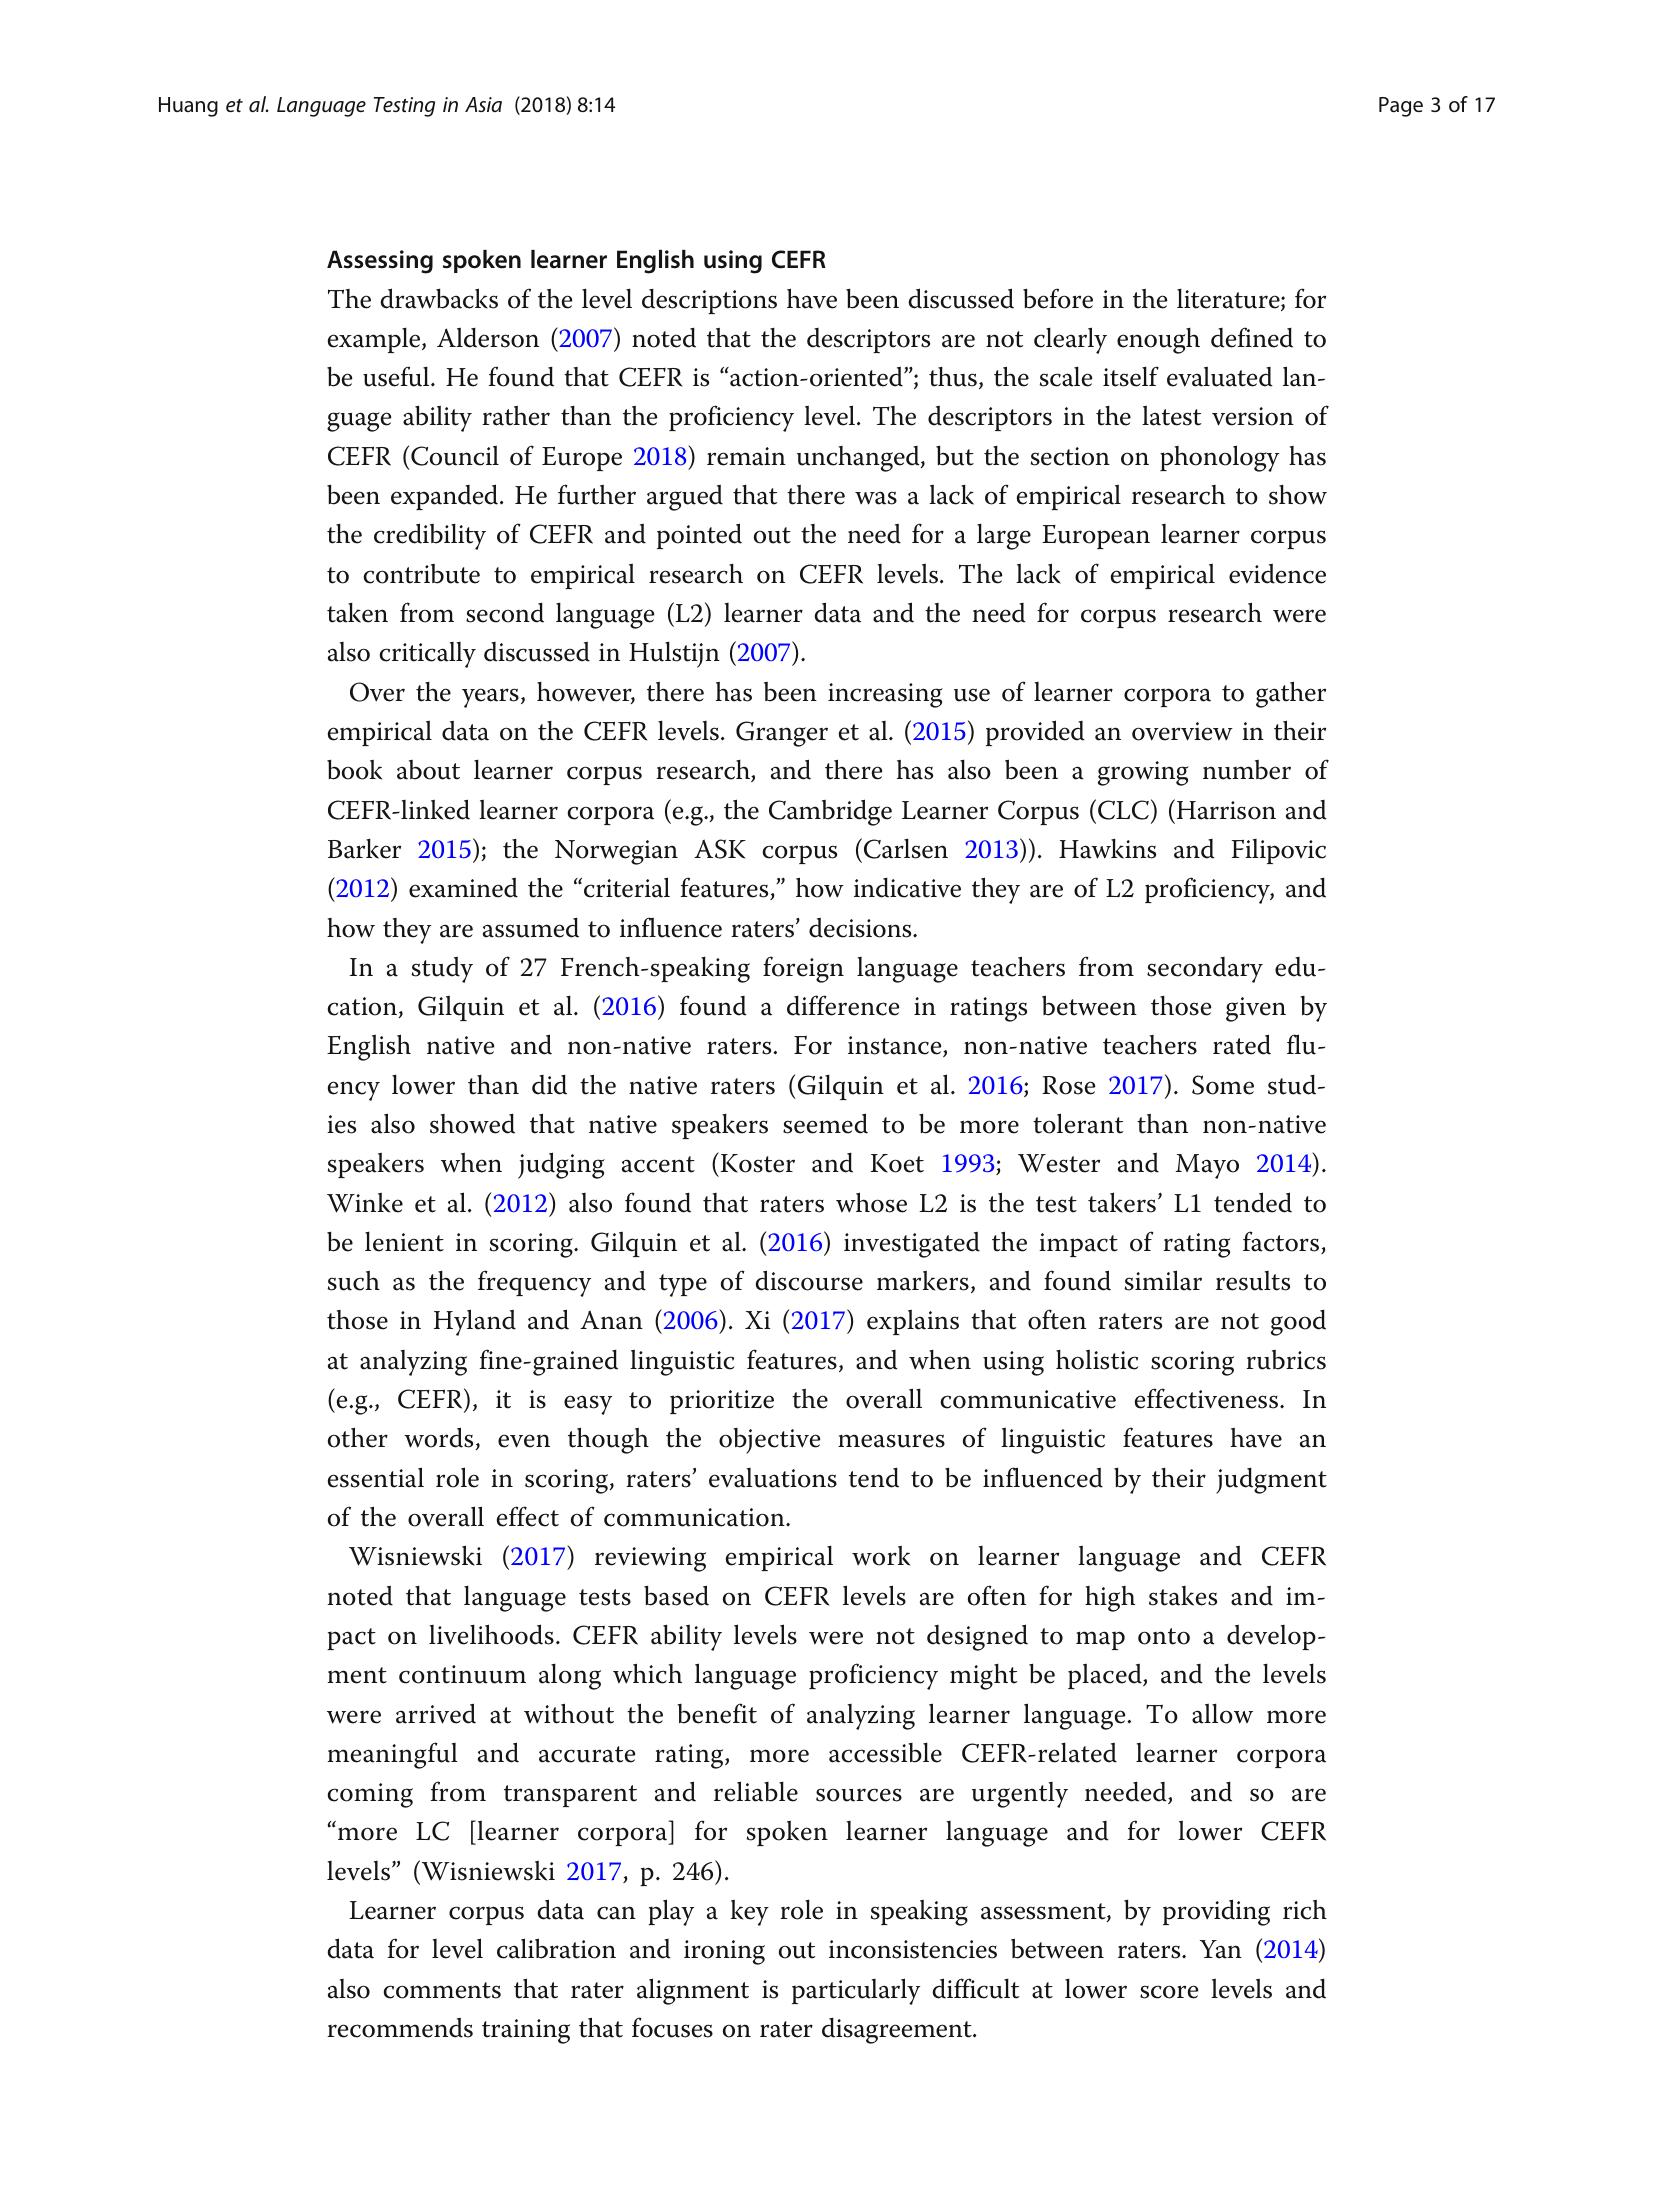 Huang et al. Language Testing in Asia (2018) 8:14
Page 3 of 17
Assessing spoken learner English using CEFR
The drawbacks of the level descriptions have been discussed before in the literature; for
example, Alderson (2007) noted that the descriptors are not clearly enough defined to
be useful. He found that CEFR is “action-oriented”; thus, the scale itself evaluated lan-
guage ability rather than the proficiency level. The descriptors in the latest version of
CEFR (Council of Europe 2018) remain unchanged, but the section on phonology has
been expanded. He further argued that there was a lack of empirical research to show
the credibility of CEFR and pointed out the need for a large European learner corpus
to contribute to empirical research on CEFR levels. The lack of empirical evidence
taken from second language (L2) learner data and the need for corpus research were
also critically discussed in Hulstijn (2007).
Over the years, however, there has been increasing use of learner corpora to gather
empirical data on the CEFR levels. Granger et al. (2015) provided an overview in their
book about learner corpus research, and there has also been a growing number of
CEFR-linked learner corpora (e.g., the Cambridge Learner Corpus (CLC) (Harrison and
Barker 2015); the Norwegian ASK corpus (Carlsen 2013)). Hawkins and Filipovic
(2012) examined the “criterial features,” how indicative they are of L2 proficiency, and
how they are assumed to influence raters’ decisions.
In a study of 27 French-speaking foreign language teachers from secondary edu-
cation, Gilquin et al. (2016) found a difference in ratings between those given by
English native and non-native raters. For instance, non-native teachers rated flu-
ency lower than did the native raters (Gilquin et al. 2016; Rose 2017). Some stud-
ies also showed that native speakers seemed to be more tolerant than non-native
speakers when judging accent (Koster and Koet 1993; Wester and Mayo 2014).
Winke et al. (2012) also found that raters whose L2 is the test takers’ L1 tended to
be lenient in scoring. Gilquin et al. (2016) investigated the impact of rating factors,
such as the frequency and type of discourse markers, and found similar results to
those in Hyland and Anan (2006). Xi (2017) explains that often raters are not good
at analyzing fine-grained linguistic features, and when using holistic scoring rubrics
(e.g., CEFR), it is easy to prioritize the overall communicative effectiveness. In
other words, even though the objective measures of linguistic features have an
essential role in scoring, raters’ evaluations tend to be influenced by their judgment
of the overall effect of communication.
Wisniewski (2017) reviewing empirical work on learner language and CEFR
noted that language tests based on CEFR levels are often for high stakes and im-
pact on livelihoods. CEFR ability levels were not designed to map onto a develop-
ment continuum along which language proficiency might be placed, and the levels
were arrived at without the benefit of analyzing learner language. To allow more
meaningful and accurate rating, more accessible CEFR-related learner corpora
coming from transparent and reliable sources are urgently needed, and so are
“more LC [learner corpora] for spoken learner language and for lower CEFR
levels” (Wisniewski 2017, p. 246).
Learner corpus data can play a key role in speaking assessment, by providing rich
data for level calibration and ironing out inconsistencies between raters. Yan (2014)
also comments that rater alignment is particularly difficult at lower score levels and
recommends training that focuses on rater disagreement.